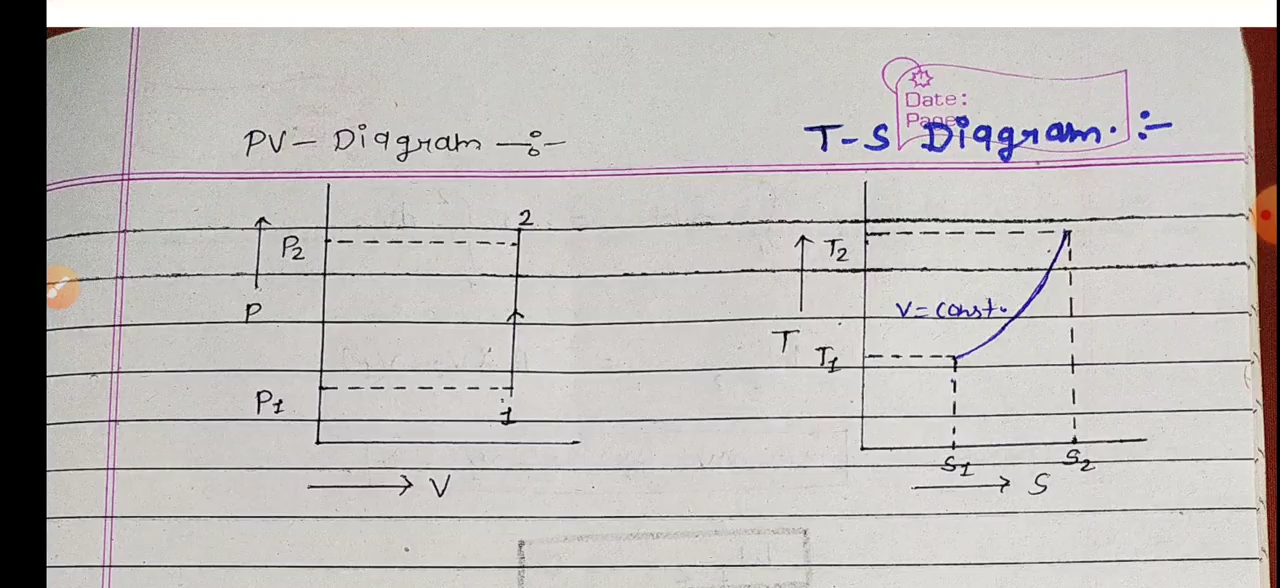 Date:
Page
PV- Diagram -:-
T-S Diagram. :-
2
P2
P
P1
1
V
T2
V = Const.
T
T1
S1
S2
S